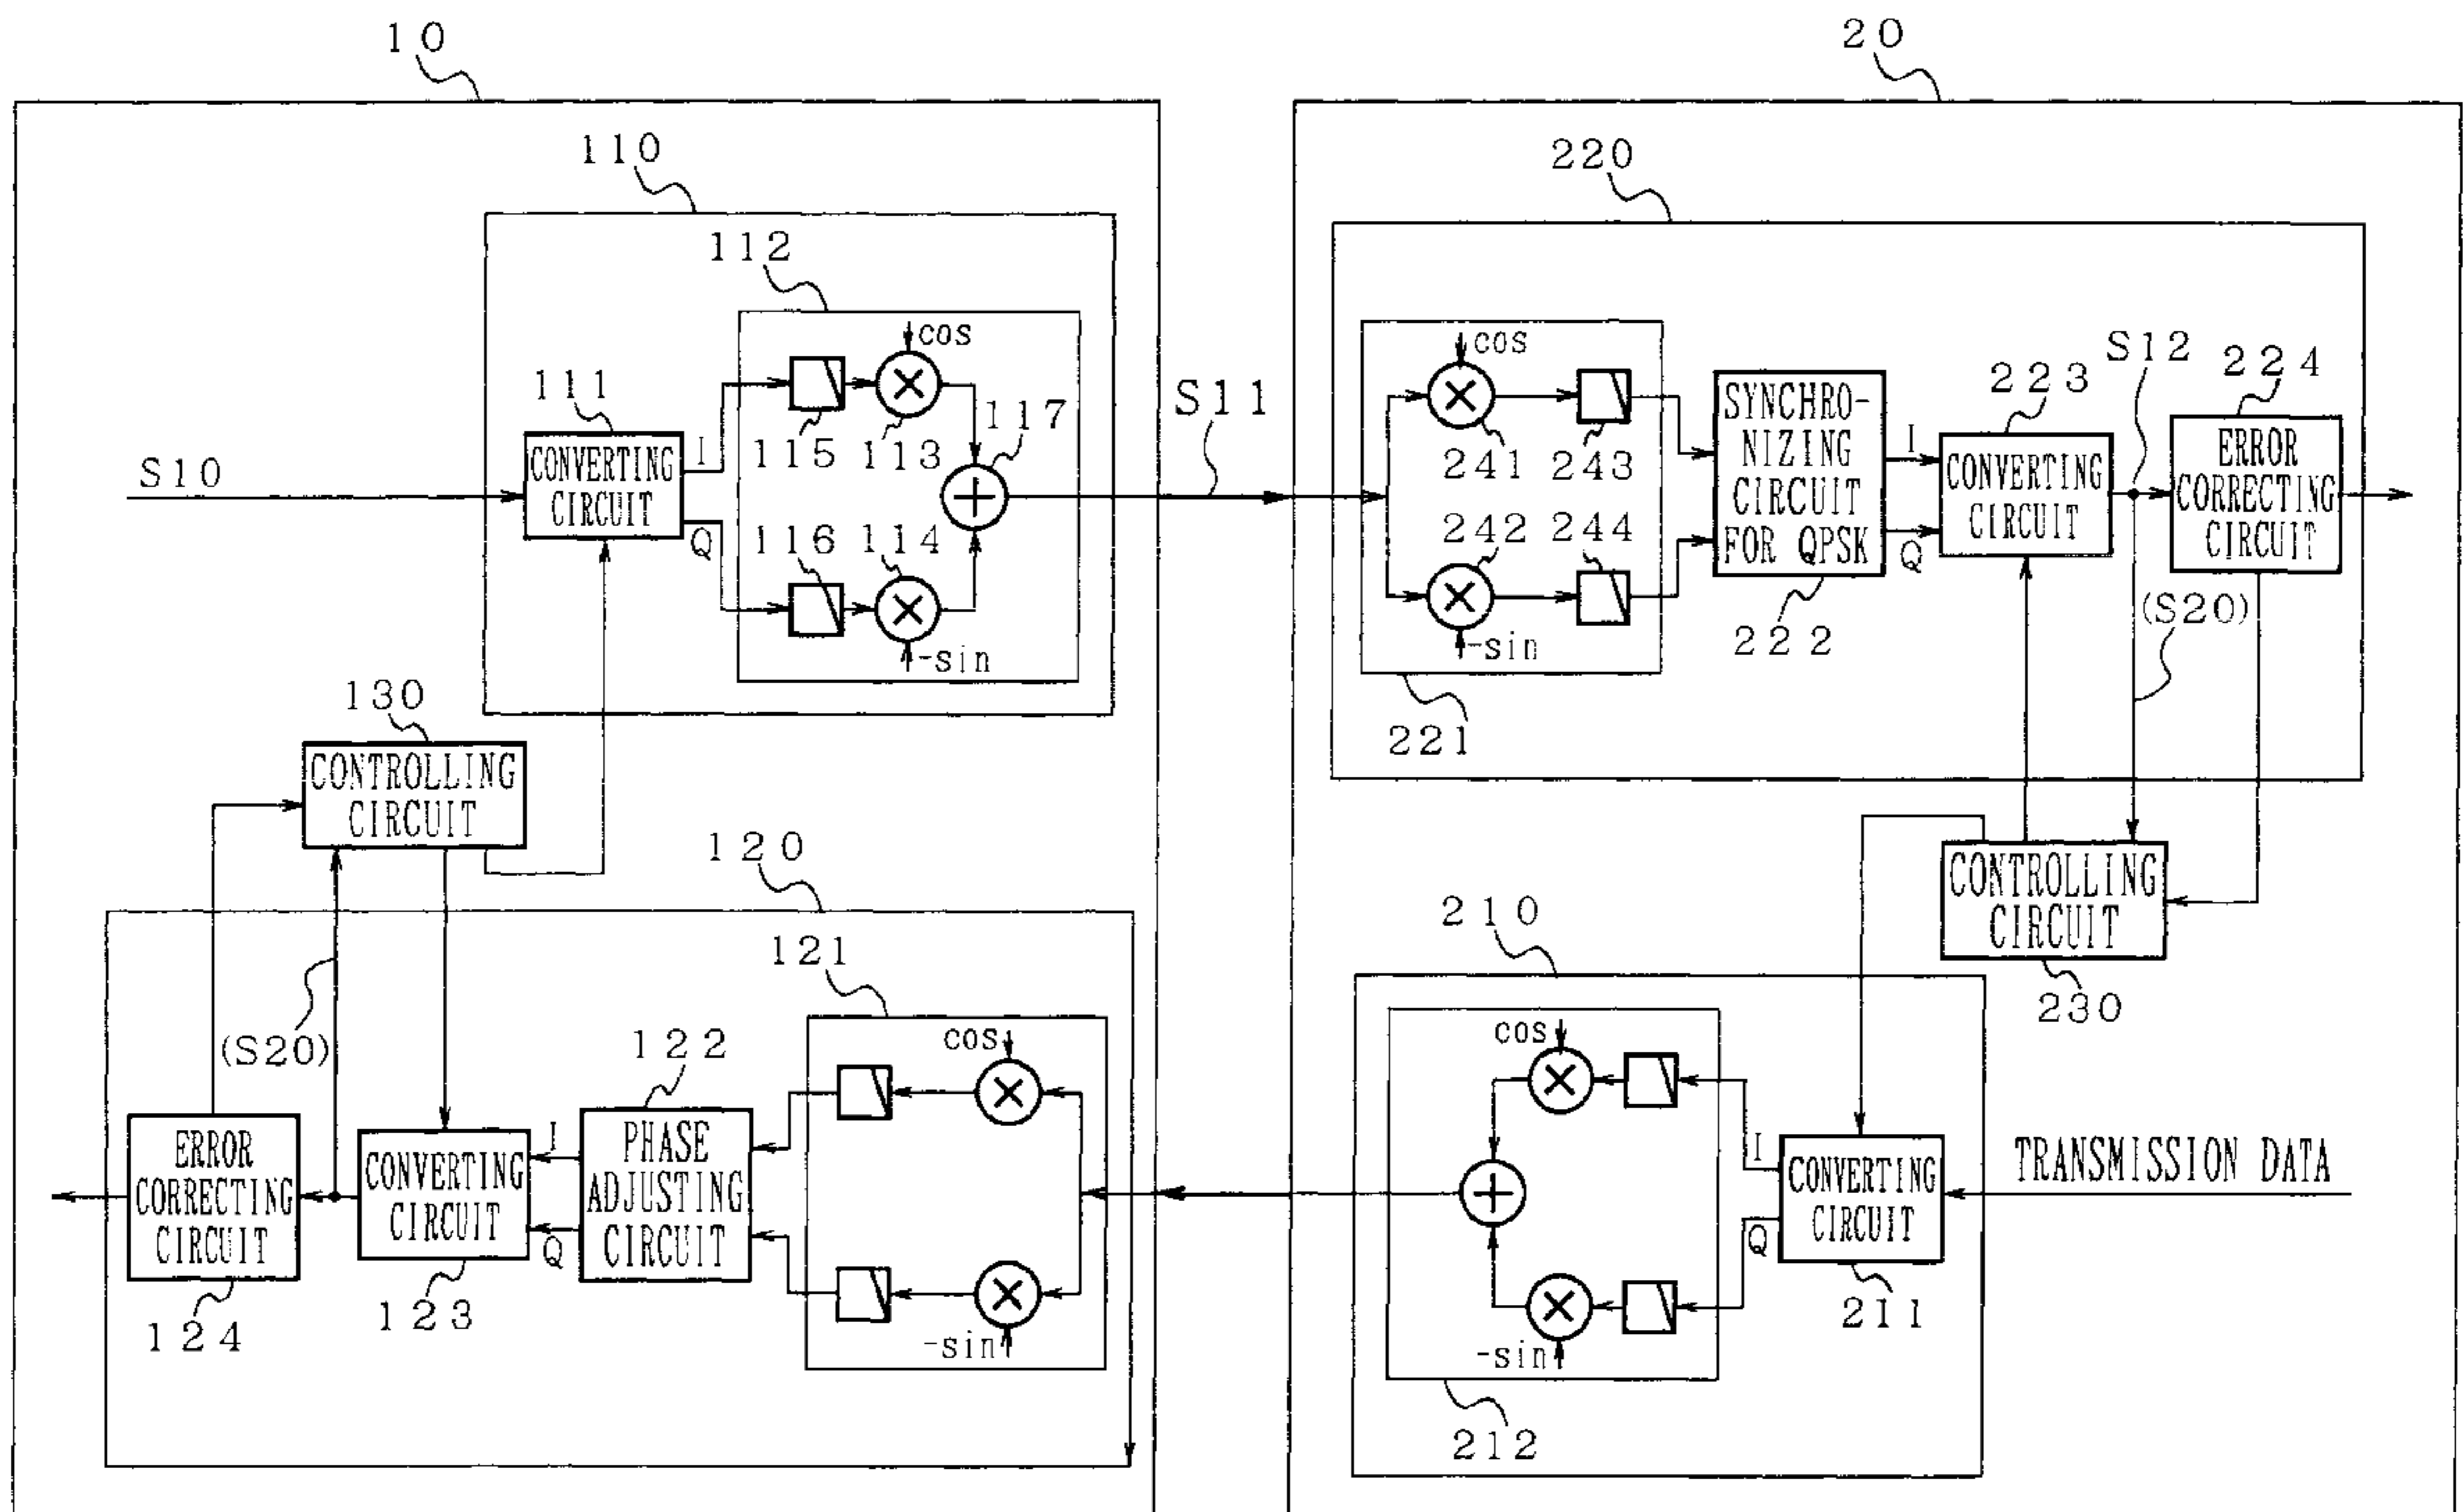 10
20
110
220
112
cos
111
I
CONVERTING
CIRCUIT
Q
115
113
117
116
114
-sin
S10
S11
cos
241
243
242
244
-sin
221
SYNCHRO-
NIZING
CIRCUIT
FOR QPSK
222
I
Q
223
CONVERTING
CIRCUIT
S12
224
ERROR
CORRECTING
CIRCUIT
(S20)
130
CONTROLLING
CIRCUIT
120
121
cos
-sin
122
PHASE
ADJUSTING
CIRCUIT
I
Q
CONVERTING
CIRCUIT
123
(S20)
ERROR
CORRECTING
CIRCUIT
124
CONTROLLING
CIRCUIT
230
210
cos
-sin
212
I
Q
CONVERTING
CIRCUIT
211
TRANSMISSION DATA